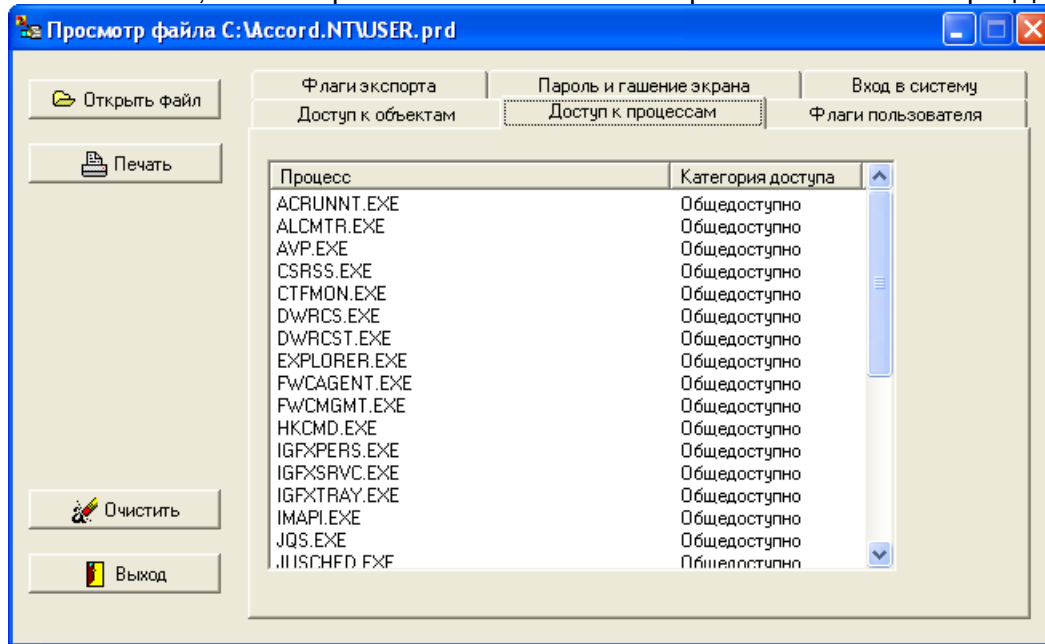 Просмотр файла C:\Accord.NT\USER.prd
Открыть файл
Печать
Очистить
Выход
Флаги экспорта
Пароль и гашение экрана
Вход в систему
Доступ к объектам
Доступ к процессам
Флаги пользователя
Процесс Категория доступа
ACRUNNT.EXE Общедоступно
ALCMTR.EXE Общедоступно
AVP.EXE Общедоступно
CSRSS.EXE Общедоступно
CTFMON.EXE Общедоступно
DWRCS.EXE Общедоступно
DWRCST.EXE Общедоступно
EXPLORER.EXE Общедоступно
FWCAGENT.EXE Общедоступно
FWCMGMT.EXE Общедоступно
HKCMD.EXE Общедоступно
IGFXPERS.EXE Общедоступно
IGFXSRVC.EXE Общедоступно
IGFXTRAY.EXE Общедоступно
IMAPI.EXE Общедоступно
JQS.EXE Общедоступно
JUSCHED.EXE Общедоступно